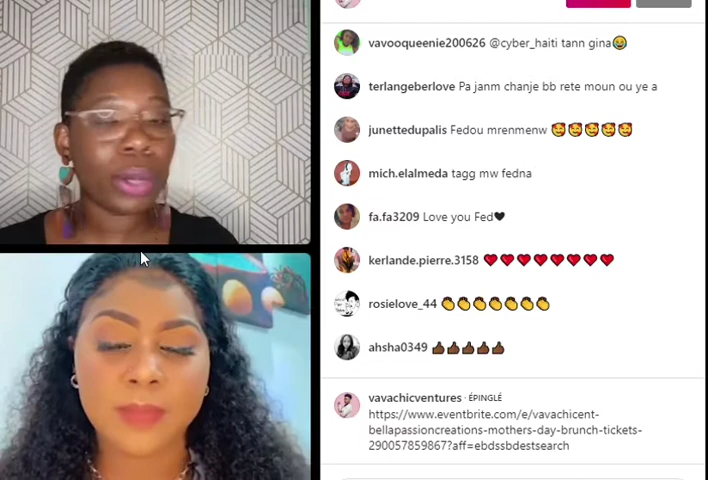 vavooqueenie200626 @cyber_haiti tann gina😂
terlangeberlove Pa janm chanje bb rete moun ou ye a
junettedupalis Fedou mrenmenw 🥰🥰🥰🥰🥰
mich.elalmeda tagg mw fedna
fa.fa3209 Love you Fed🖤
kerlande.pierre.3158 ❤️❤️❤️❤️❤️❤️❤️❤️
rosielove_44 👏👏👏👏👏👏👏
ahsha0349 👍🏾👍🏾👍🏾👍🏾👍🏾
vavachicventures · ÉPINGLÉ
https://www.eventbrite.com/e/vavachicent-
bellapassioncreations-mothers-day-brunch-tickets-
290057859867?aff=ebdssbdestsearch